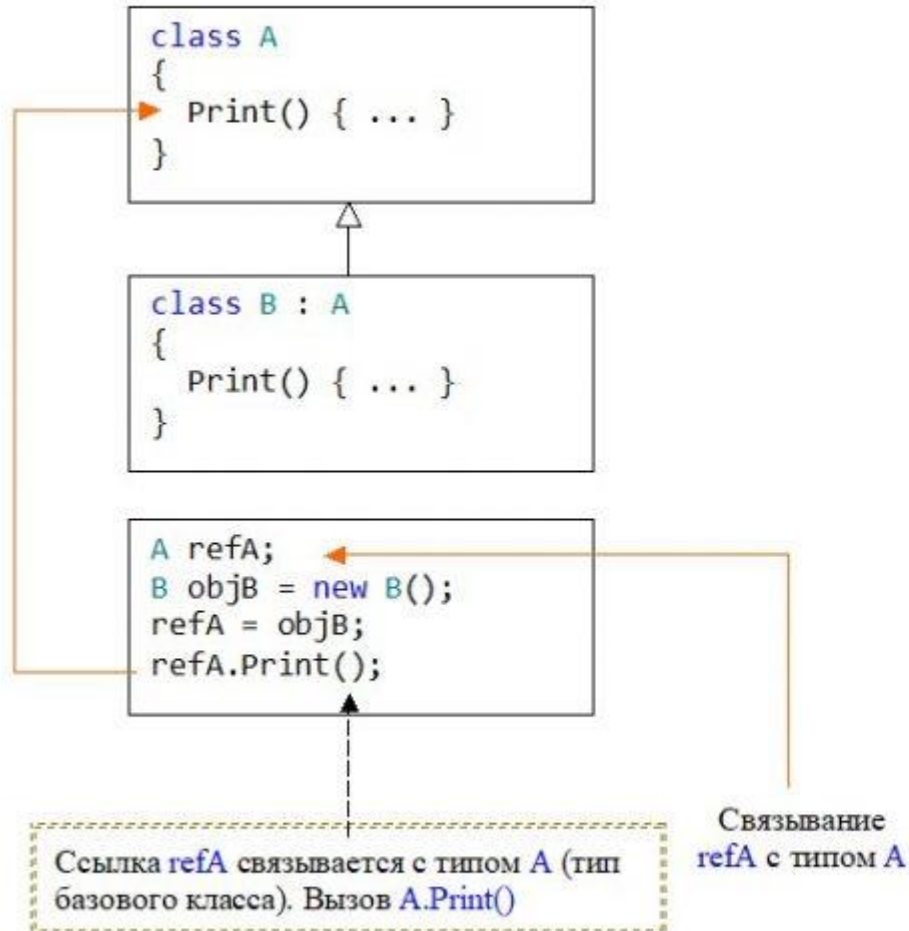 class A
{
Print() { ... }
}
class B : A
{
Print() { ... }
}
A refA;
B objB = new B();
refA = objB;
refA.Print();
Ссылка refA связывается с типом A (тип
базового класса). Вызов A.Print()
Связывание
refA с типом A